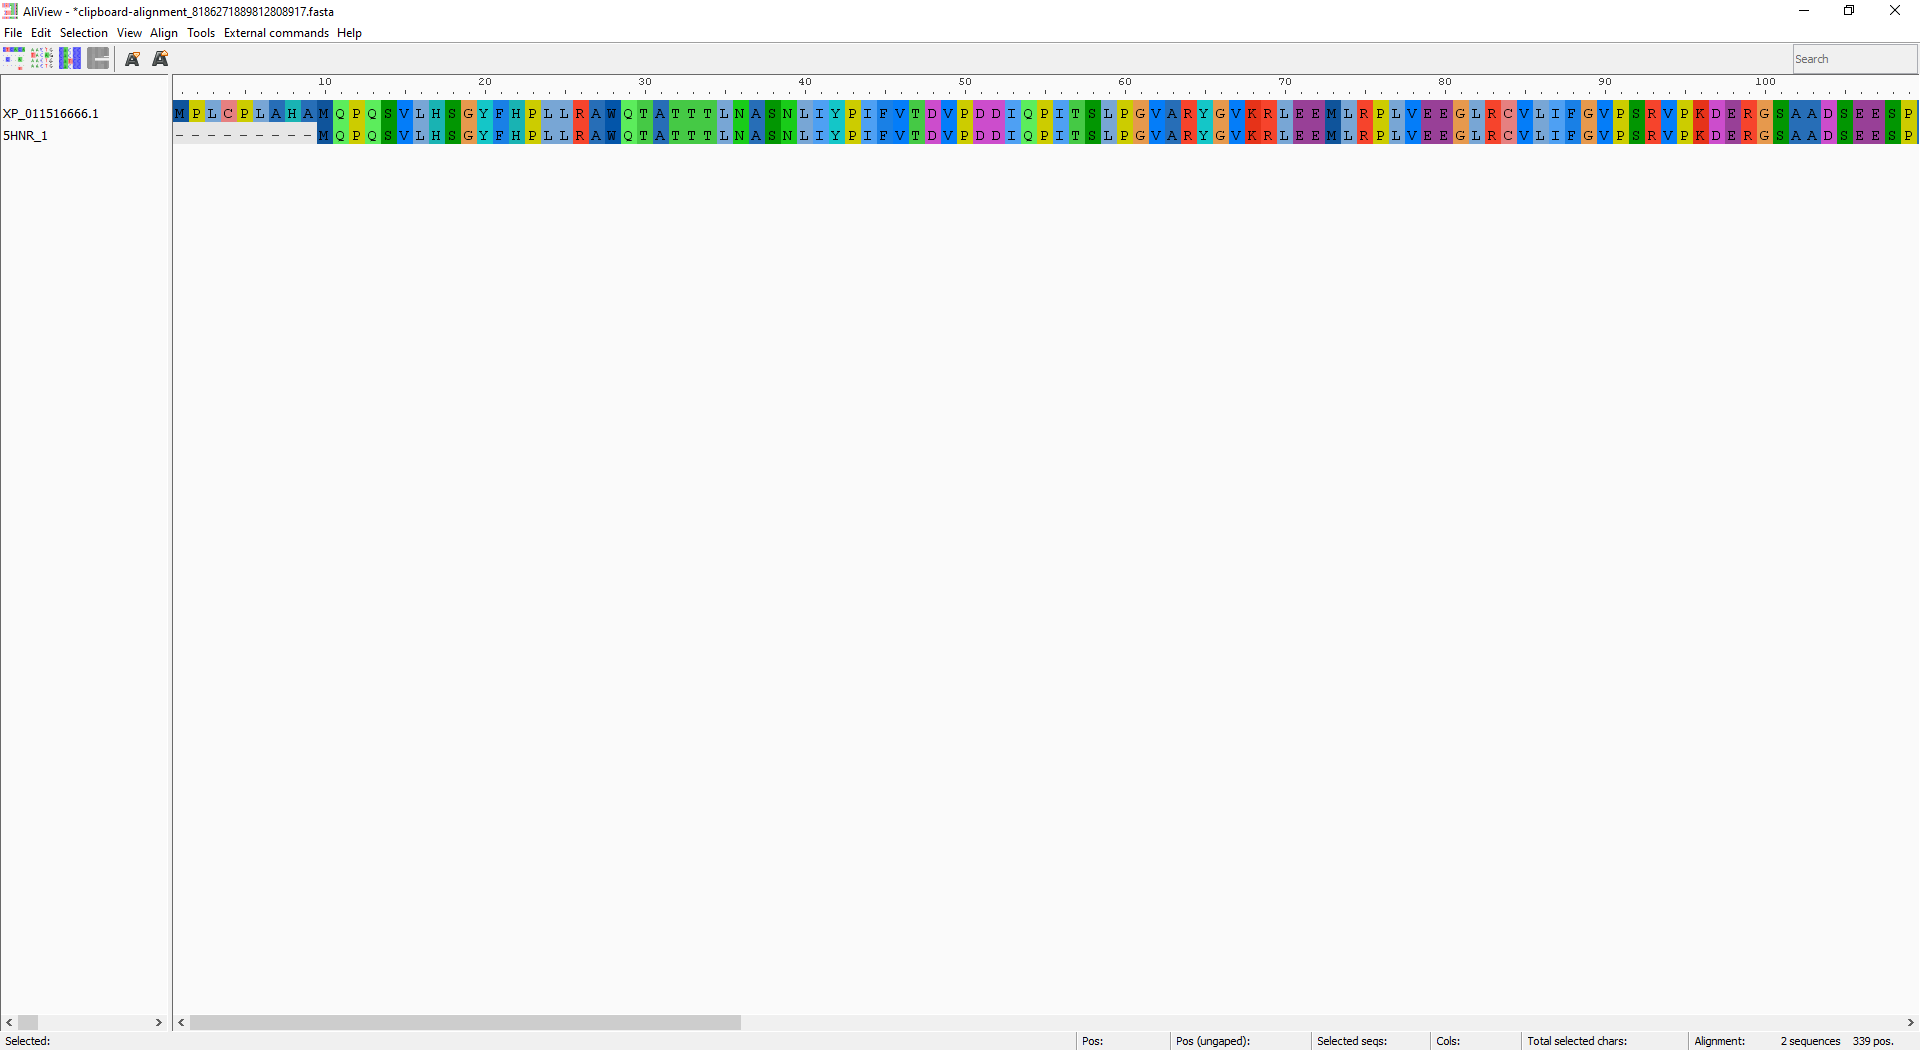 AliView - *clipboard-alignment_8186271889812808917.fasta
File Edit Selection View Align Tools External commands Help
Search
10 20 30 40 50 60 70 80 90 100
XP_011516666.1 MPLCPLAHAMQPQSVLHSGYFHPLLRAWQTATTTLNASNLIYPIFVTDVPDDIQPITSLPGVARYGVKRLEEMLRPLVEEGLRCVLIFGVPSRVPKDERGSAADSEESP
5HNR_1 ---------MQPQSVLHSGYFHPLLRAWQTATTTLNASNLIYPIFVTDVPDDIQPITSLPGVARYGVKRLEEMLRPLVEEGLRCVLIFGVPSRVPKDERGSAADSEESP
Selected: Pos: Pos (ungaped): Selected seqs: Cols: Total selected chars: Alignment: 2 sequences 339 pos.